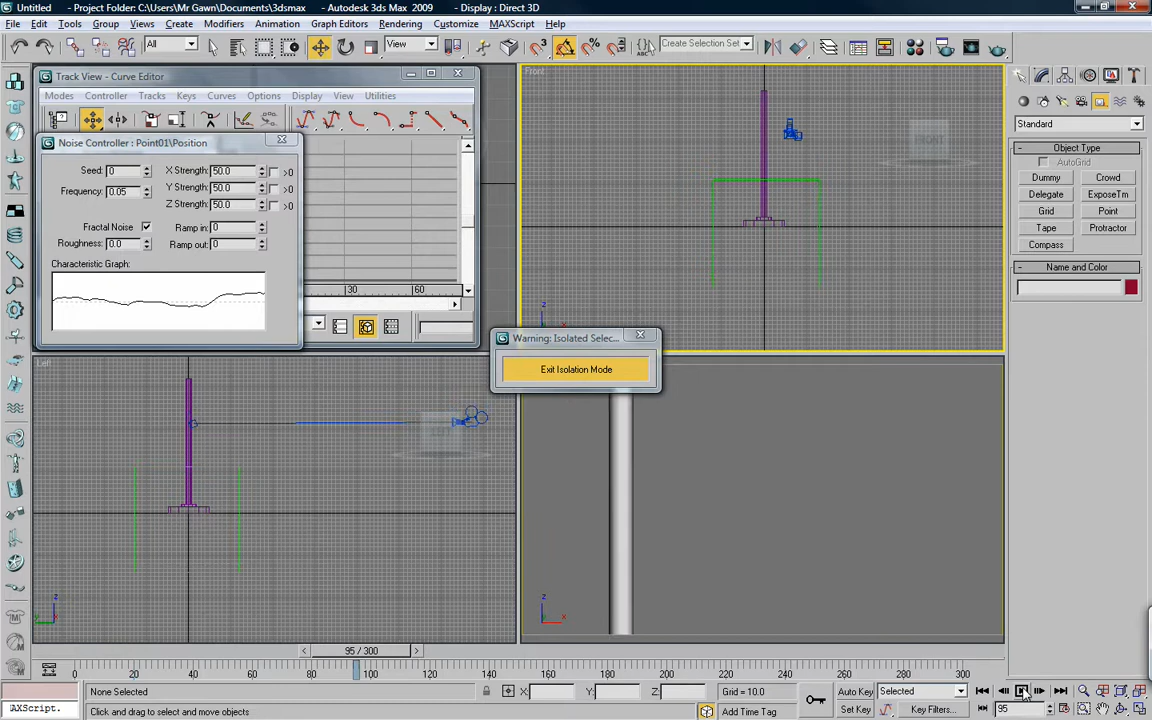 Untitled - Project Folder: C:\Users\Mr Gawn\Documents\3dsmax - Autodesk 3ds Max 2009 - Display : Direct 3D
File Edit Tools Group Views Create Modifiers Animation Graph Editors Rendering Customize MAXScript Help
All View Create Selection Set
Track View - Curve Editor
Modes Controller Tracks Keys Curves Options Display View Utilities
Noise Controller : Point01\Position
Seed: 0 X Strength: 50.0 >0
Frequency: 0.05 Y Strength: 50.0 >0
Z Strength: 50.0 >0
Fractal Noise Ramp in: 0
Roughness: 0.0 Ramp out: 0
Characteristic Graph:
30 60
Front
FRONT
z
x
Warning: Isolated Selec...
Exit Isolation Mode
Left
z
z
x
Standard
Object Type
AutoGrid
Dummy Crowd
Delegate ExposeTm
Grid Point
Tape Protractor
Compass
Name and Color
95 / 300
0 20 40 60 80 100 120 140 160 180 200 220 240 260 280 300
None Selected X: Y: Z: Grid = 10.0 Auto Key Selected
AXScript. Click and drag to select and move objects Add Time Tag Set Key Key Filters... 95